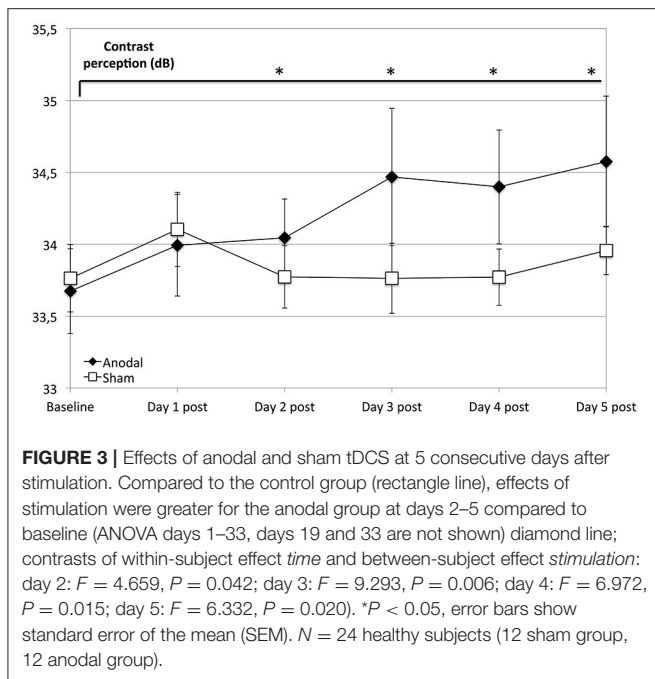 35,5
Contrast
perception (dB)
* * * *
35
34,5
34
33,5
Anodal
Sham
33
Baseline Day 1 post Day 2 post Day 3 post Day 4 post Day 5 post
FIGURE 3 | Effects of anodal and sham tDCS at 5 consecutive days after
stimulation. Compared to the control group (rectangle line), effects of
stimulation were greater for the anodal group at days 2–5 compared to
baseline (ANOVA days 1–33, days 19 and 33 are not shown) diamond line;
contrasts of within-subject effect time and between-subject effect stimulation:
day 2: F = 4.659, P = 0.042; day 3: F = 9.293, P = 0.006; day 4: F = 6.972,
P = 0.015; day 5: F = 6.332, P = 0.020). *P < 0.05, error bars show
standard error of the mean (SEM). N = 24 healthy subjects (12 sham group,
12 anodal group).